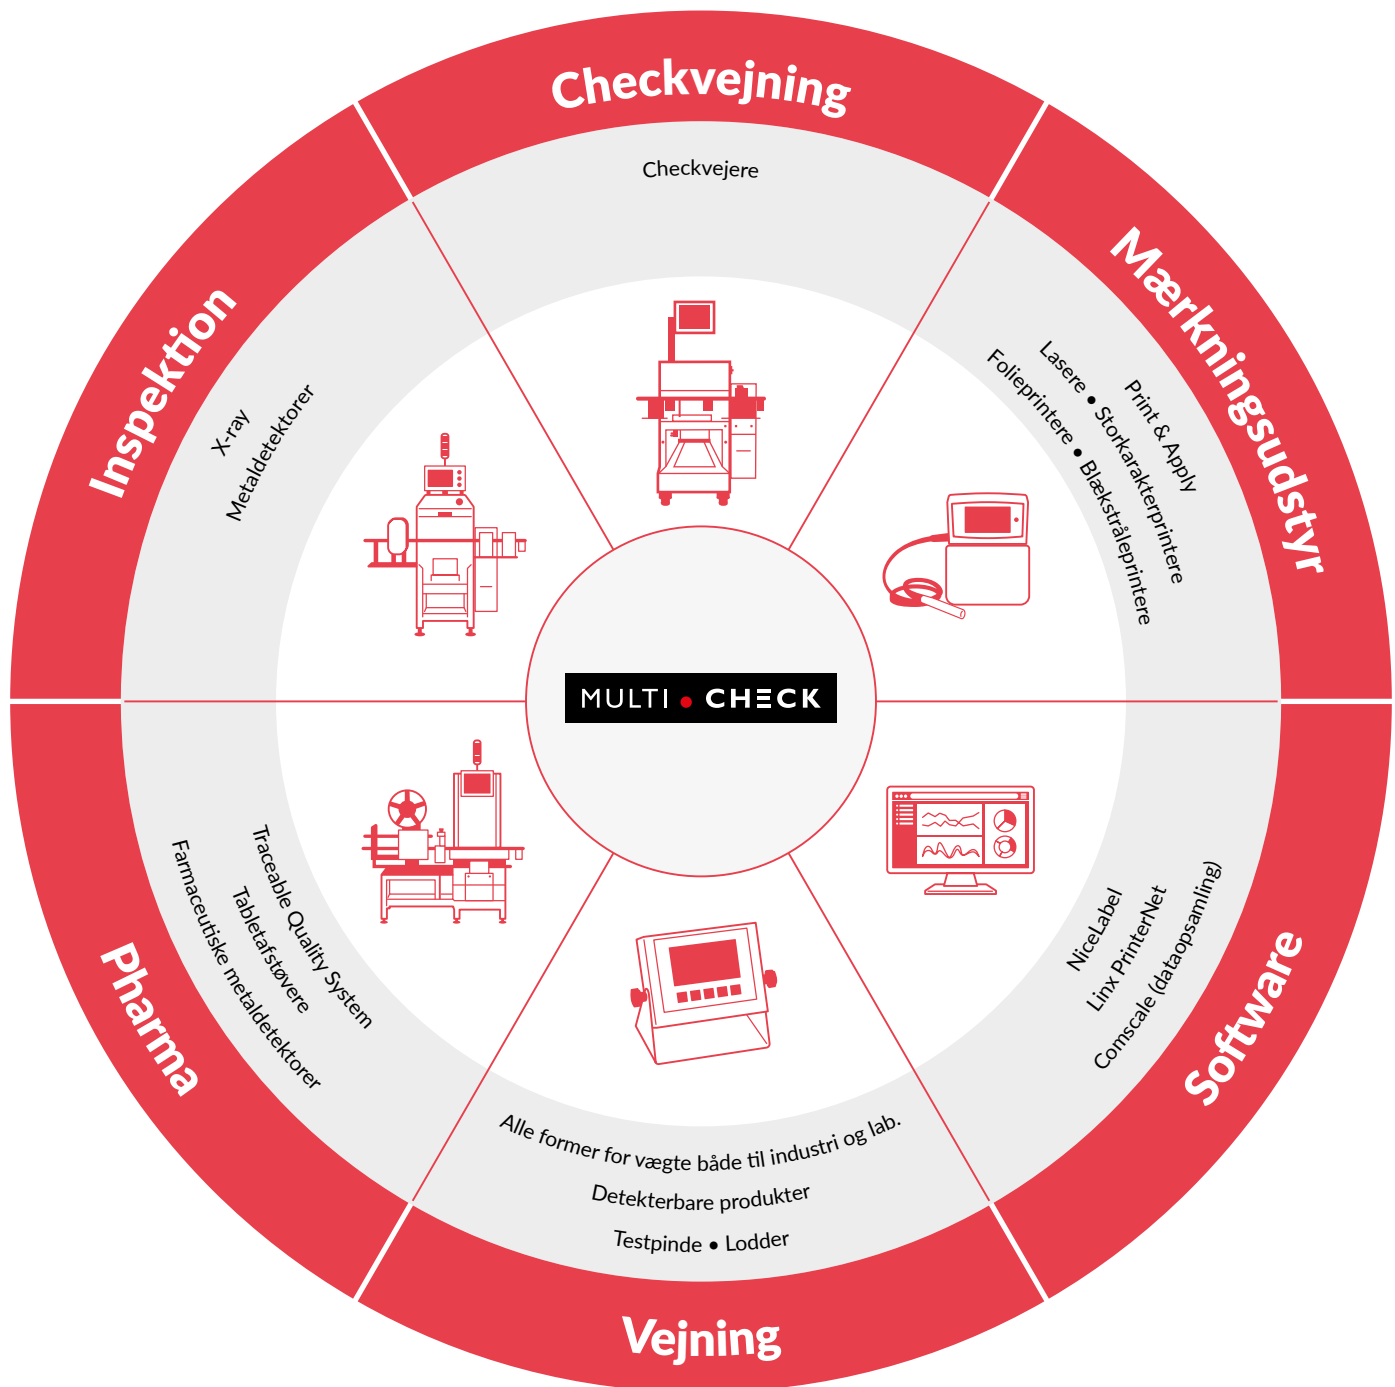 Checkvejning
Checkvejere
Mærkningsudstyr
Print & Apply
Lasere • Storkarakterprintere
Folieprintere • Blækstråleprintere
Software
NiceLabel
Linx PrinterNet
Comscale (dataopsamling)
Vejning
Alle former for vægte både til industri og lab.
Detekterbare produkter
Testpinde • Lodder
Pharma
Traceable Quality System
Tabletafstøvere
Farmaceutiske metaldetektorer
Inspektion
X-ray
Metaldetektorer
MULTI • CHECK